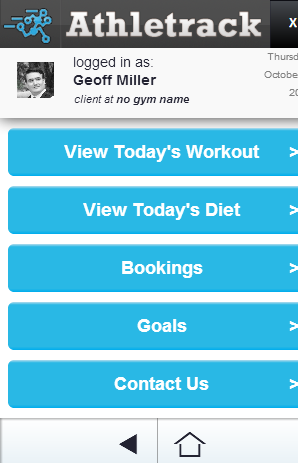 Athletrack
X
logged in as:
Geoff Miller
client at no gym name
Thursd
October
20
View Today's Workout >
View Today's Diet >
Bookings >
Goals >
Contact Us >